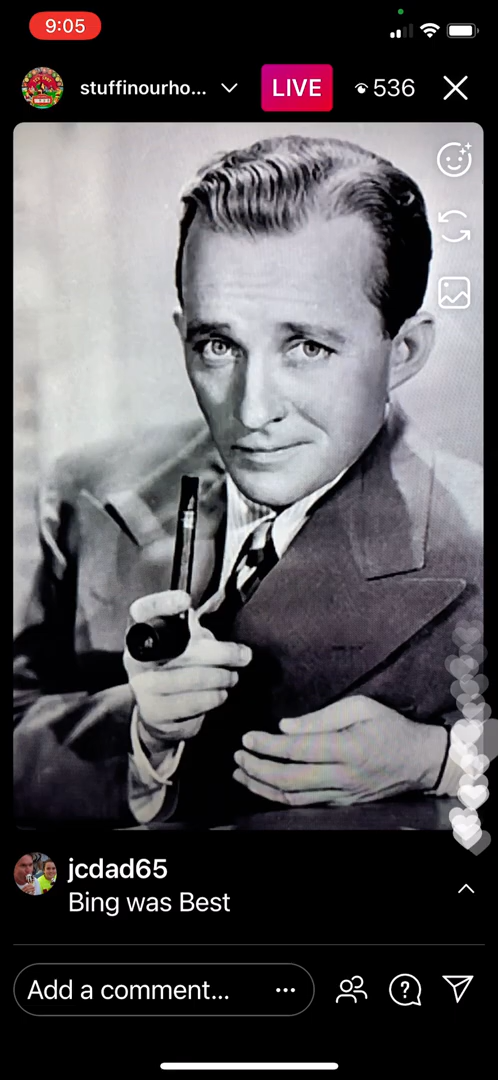 9:05
stuffinourho...
LIVE
536
jcdad65
Bing was Best
Add a comment...